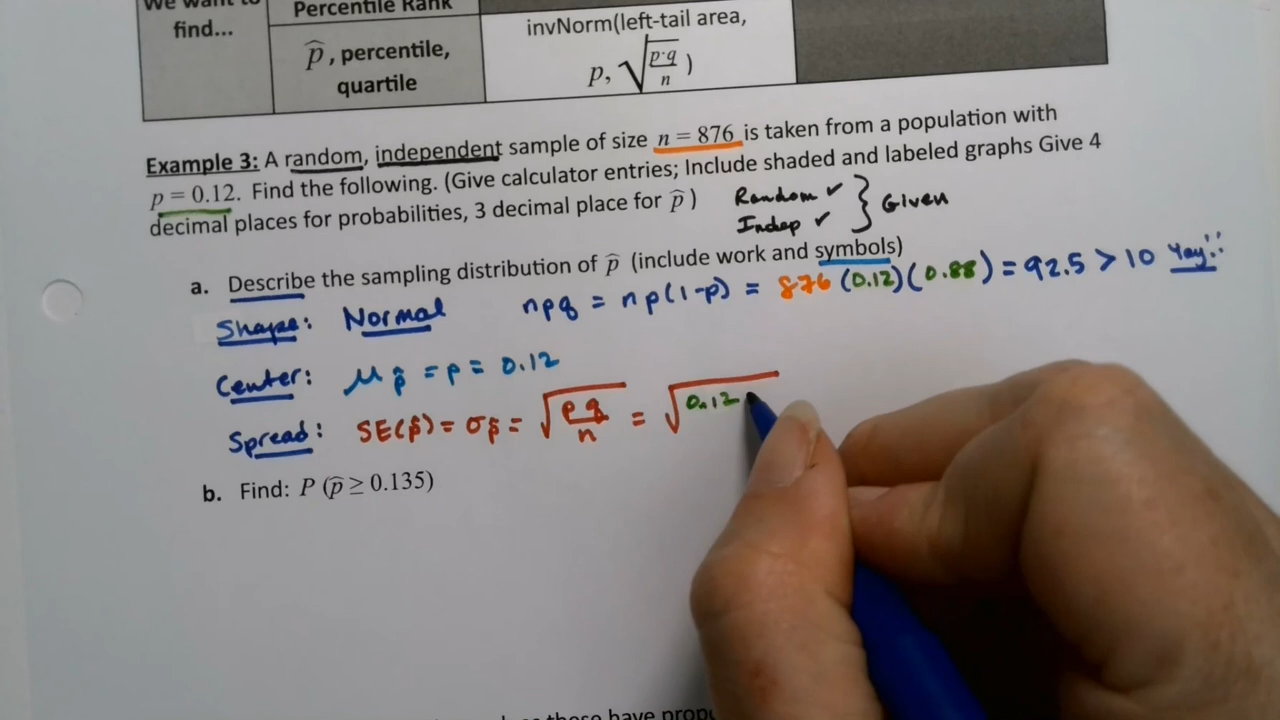 We want to
find...
Percentile Rank
p̂, percentile,
quartile
invNorm(left-tail area,
p, √(p·q/n))
Example 3: A random, independent sample of size n = 876 is taken from a population with
p = 0.12. Find the following. (Give calculator entries; Include shaded and labeled graphs Give 4
decimal places for probabilities, 3 decimal place for p̂)
Random ✓
Indep ✓
} Given
a. Describe the sampling distribution of p̂ (include work and symbols)
Shape: Normal npq = np(1-p) = 876 (0.12)(0.88) = 92.5 > 10 Yay!!
Center: μp̂ = p = 0.12
Spread: SE(p̂) = σp̂ = √(pq/n) = √0.12
b. Find: P (p̂ ≥ 0.135)
these have